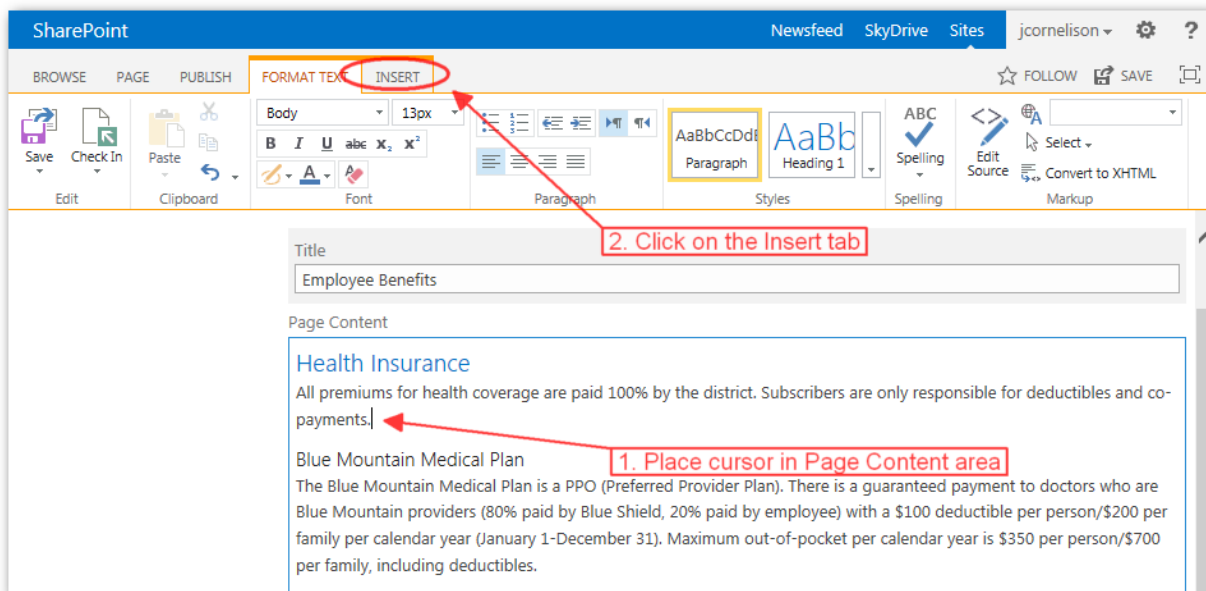 SharePoint Newsfeed SkyDrive Sites jcornelison ?
BROWSE PAGE PUBLISH FORMAT TEXT INSERT FOLLOW SAVE
Save Check In Paste
Edit Clipboard
Body 13px
B I U abc X₂ X²
A
Font
Paragraph
AaBbCcDdE AaBb
Paragraph Heading 1
Styles
ABC
Spelling
Spelling
Edit
Source
Select
Convert to XHTML
Markup
2. Click on the Insert tab
Title
Employee Benefits
Page Content
Health Insurance
All premiums for health coverage are paid 100% by the district. Subscribers are only responsible for deductibles and co-
payments.
1. Place cursor in Page Content area
Blue Mountain Medical Plan
The Blue Mountain Medical Plan is a PPO (Preferred Provider Plan). There is a guaranteed payment to doctors who are
Blue Mountain providers (80% paid by Blue Shield, 20% paid by employee) with a $100 deductible per person/$200 per
family per calendar year (January 1-December 31). Maximum out-of-pocket per calendar year is $350 per person/$700
per family, including deductibles.